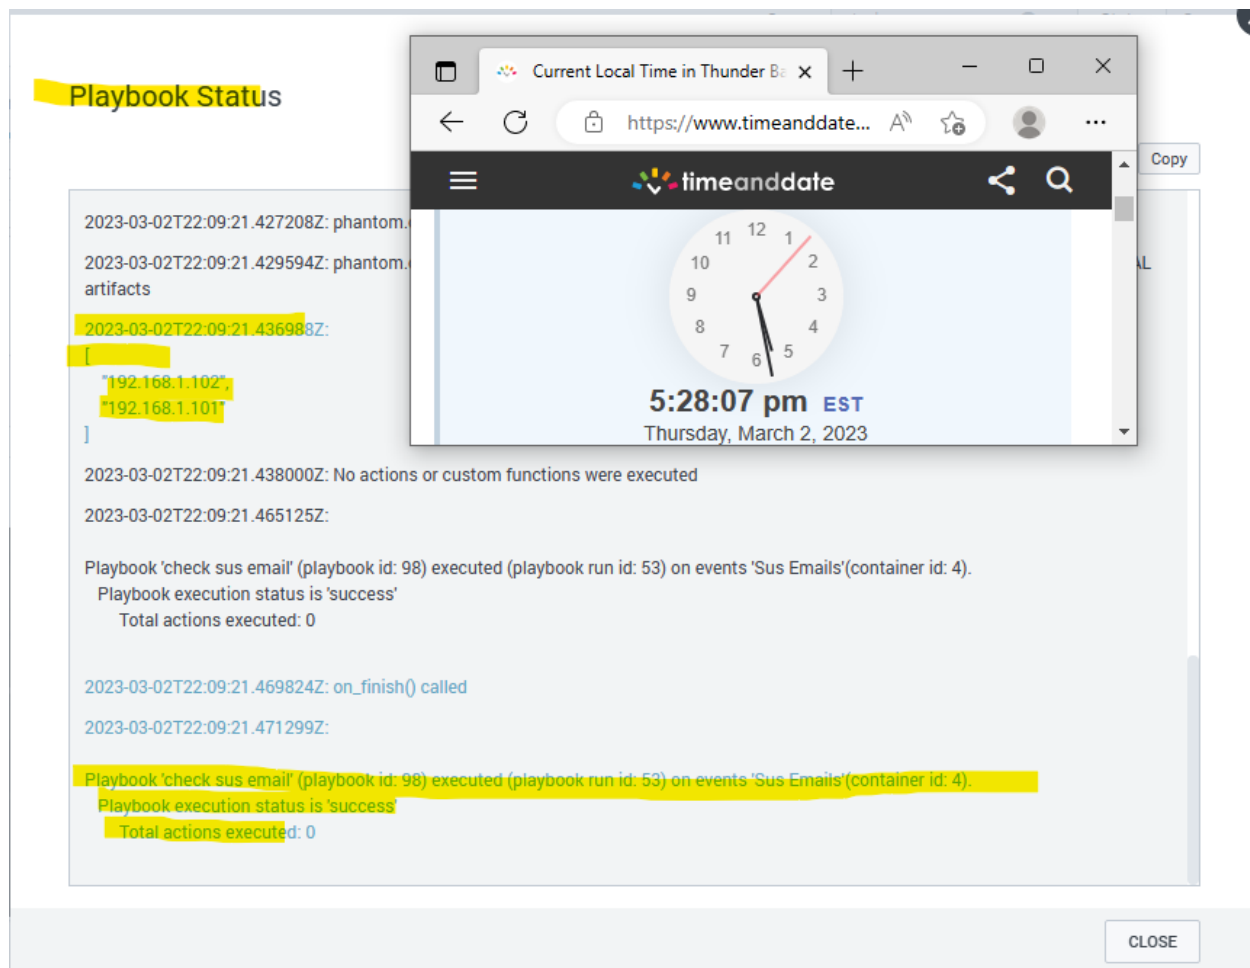 Playbook Status
Current Local Time in Thunder Ba
https://www.timeanddate...
timeanddate
12
11
1
10
2
9
3
8
4
7
5
6
5:28:07 pm EST
Thursday, March 2, 2023
Copy
2023-03-02T22:09:21.427208Z: phantom.
2023-03-02T22:09:21.429594Z: phantom.
AL
artifacts
2023-03-02T22:09:21.436988Z:
[
"192.168.1.102",
"192.168.1.101"
]
2023-03-02T22:09:21.438000Z: No actions or custom functions were executed
2023-03-02T22:09:21.465125Z:
Playbook 'check sus email' (playbook id: 98) executed (playbook run id: 53) on events 'Sus Emails'(container id: 4).
Playbook execution status is 'success'
Total actions executed: 0
2023-03-02T22:09:21.469824Z: on_finish() called
2023-03-02T22:09:21.471299Z:
Playbook 'check sus email' (playbook id: 98) executed (playbook run id: 53) on events 'Sus Emails'(container id: 4).
Playbook execution status is 'success'
Total actions executed: 0
CLOSE